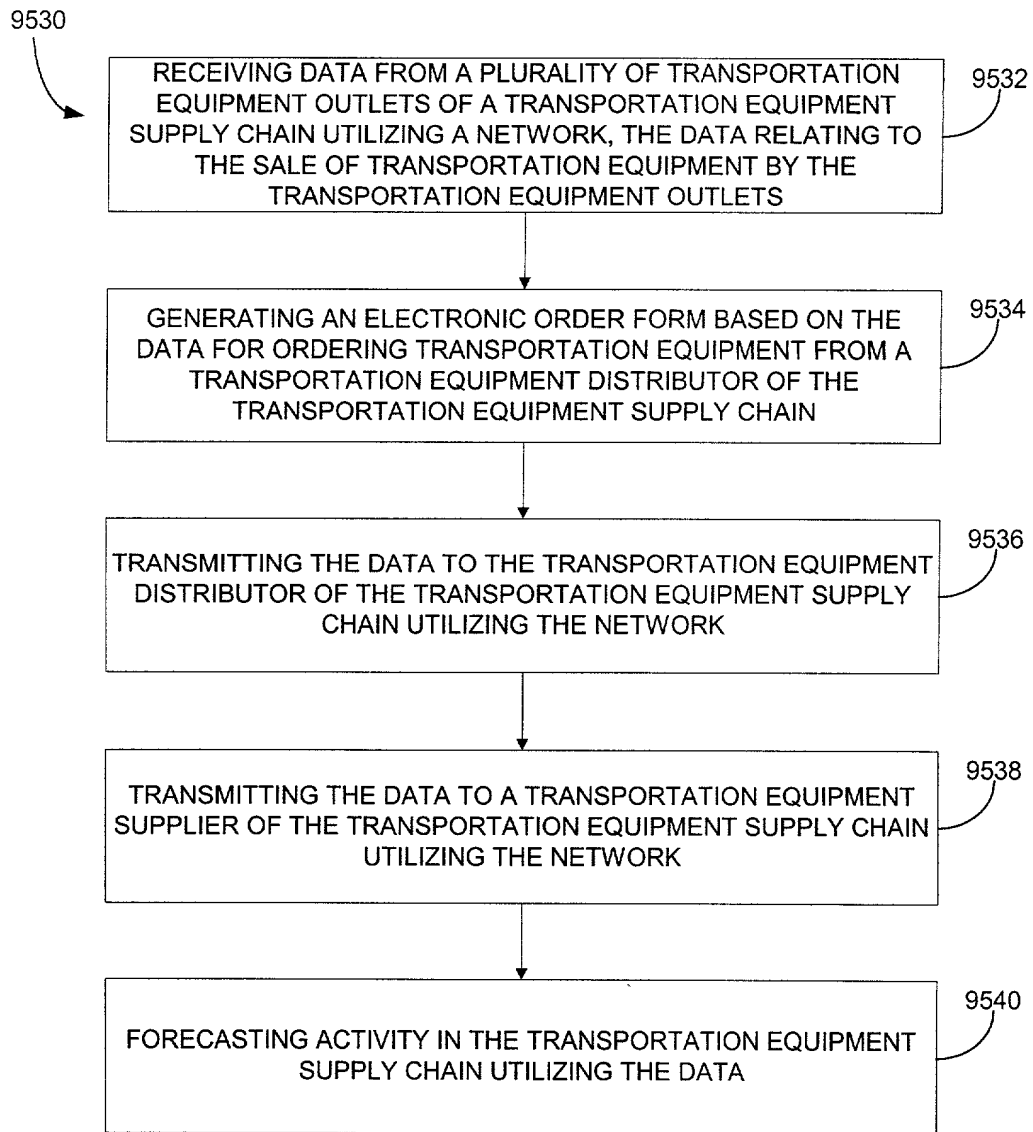 9530
RECEIVING DATA FROM A PLURALITY OF TRANSPORTATION
EQUIPMENT OUTLETS OF A TRANSPORTATION EQUIPMENT
SUPPLY CHAIN UTILIZING A NETWORK, THE DATA RELATING TO
THE SALE OF TRANSPORTATION EQUIPMENT BY THE
TRANSPORTATION EQUIPMENT OUTLETS
9532
GENERATING AN ELECTRONIC ORDER FORM BASED ON THE
DATA FOR ORDERING TRANSPORTATION EQUIPMENT FROM A
TRANSPORTATION EQUIPMENT DISTRIBUTOR OF THE
TRANSPORTATION EQUIPMENT SUPPLY CHAIN
9534
TRANSMITTING THE DATA TO THE TRANSPORTATION EQUIPMENT
DISTRIBUTOR OF THE TRANSPORTATION EQUIPMENT SUPPLY
CHAIN UTILIZING THE NETWORK
9536
TRANSMITTING THE DATA TO A TRANSPORTATION EQUIPMENT
SUPPLIER OF THE TRANSPORTATION EQUIPMENT SUPPLY CHAIN
UTILIZING THE NETWORK
9538
FORECASTING ACTIVITY IN THE TRANSPORTATION EQUIPMENT
SUPPLY CHAIN UTILIZING THE DATA
9540